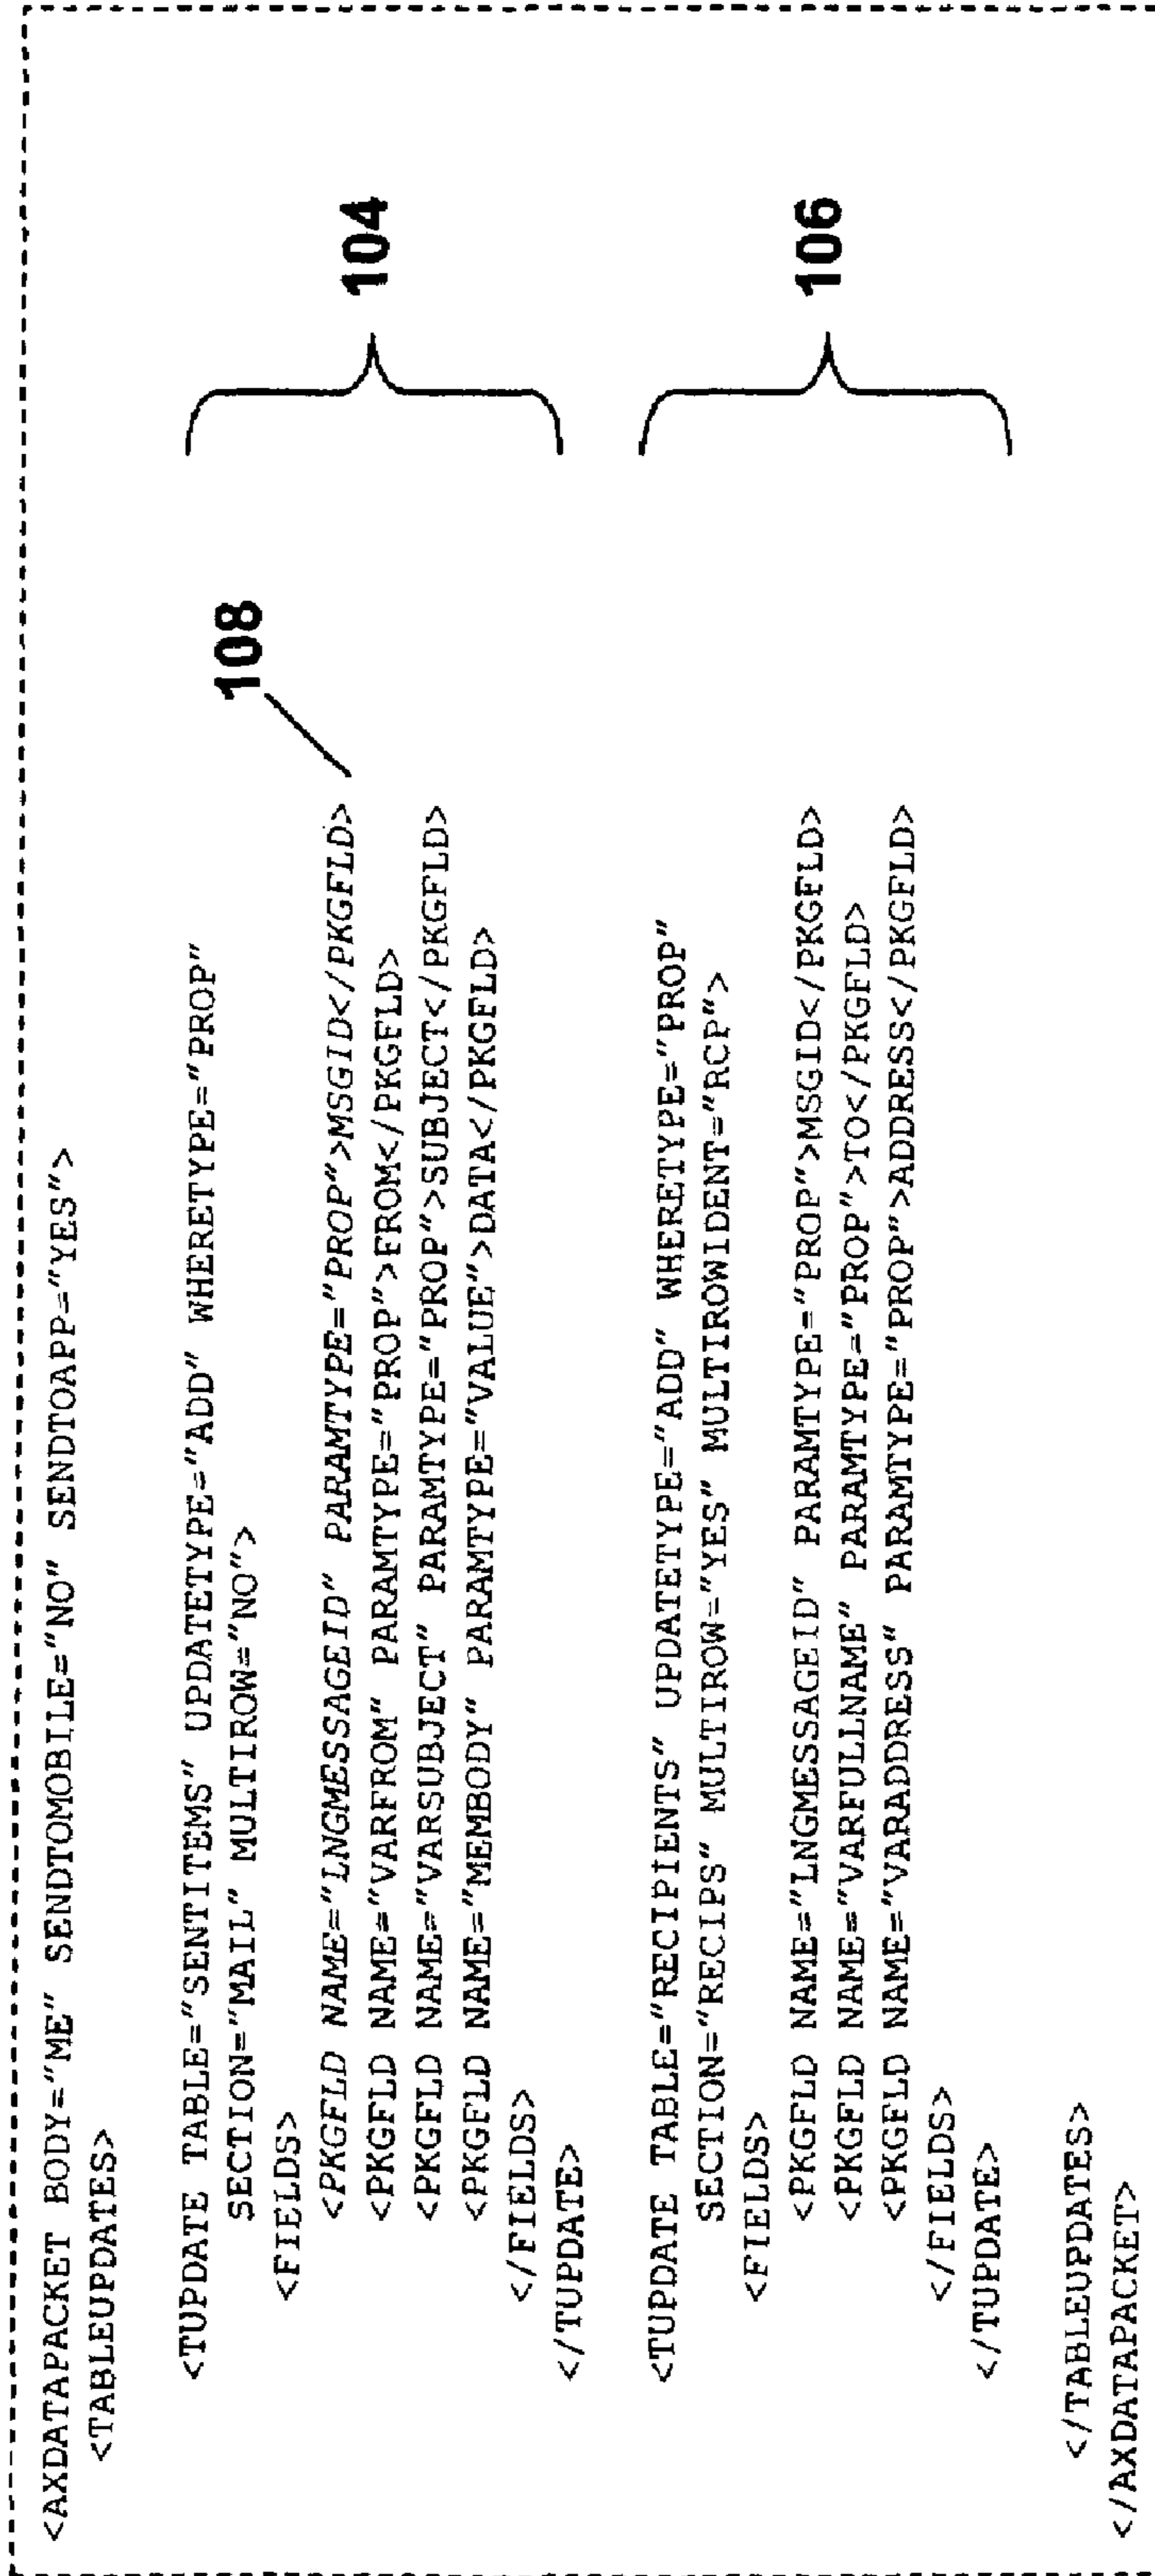 <AXDATAPACKET BODY="ME" SENDTOMOBILE="NO" SENDTOAPP="YES">
<TABLEUPDATES>
<TUPDATE TABLE="SENTITEMS" UPDATETYPE="ADD" WHERETYPE="PROP"
SECTION="MAIL" MULTIROW="NO">
<FIELDS>
<PKGFLD NAME="LNGMESSAGEID" PARAMTYPE="PROP">MSGID</PKGFLD>
<PKGFLD NAME="VARFROM" PARAMTYPE="PROP">FROM</PKGFLD>
<PKGFLD NAME="VARSUBJECT" PARAMTYPE="PROP">SUBJECT</PKGFLD>
<PKGFLD NAME="MEMBODY" PARAMTYPE="VALUE">DATA</PKGFLD>
</FIELDS>
</TUPDATE>
108
104
<TUPDATE TABLE="RECIPIENTS" UPDATETYPE="ADD" WHERETYPE="PROP"
SECTION="RECIPS" MULTIROW="YES" MULTIROWIDENT="RCP">
<FIELDS>
<PKGFLD NAME="LNGMESSAGEID" PARAMTYPE="PROP">MSGID</PKGFLD>
<PKGFLD NAME="VARFULLNAME" PARAMTYPE="PROP">TO</PKGFLD>
<PKGFLD NAME="VARADDRESS" PARAMTYPE="PROP">ADDRESS</PKGFLD>
</FIELDS>
</TUPDATE>
106
</TABLEUPDATES>
</AXDATAPACKET>